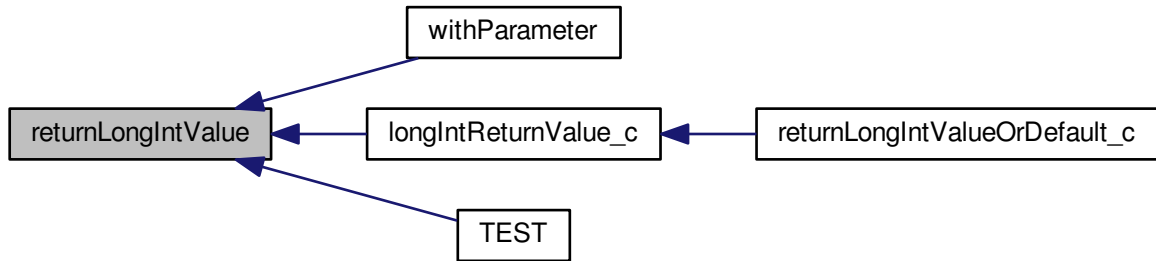 withParameter
returnLongIntValue
longIntReturnValue_c
returnLongIntValueOrDefault_c
TEST